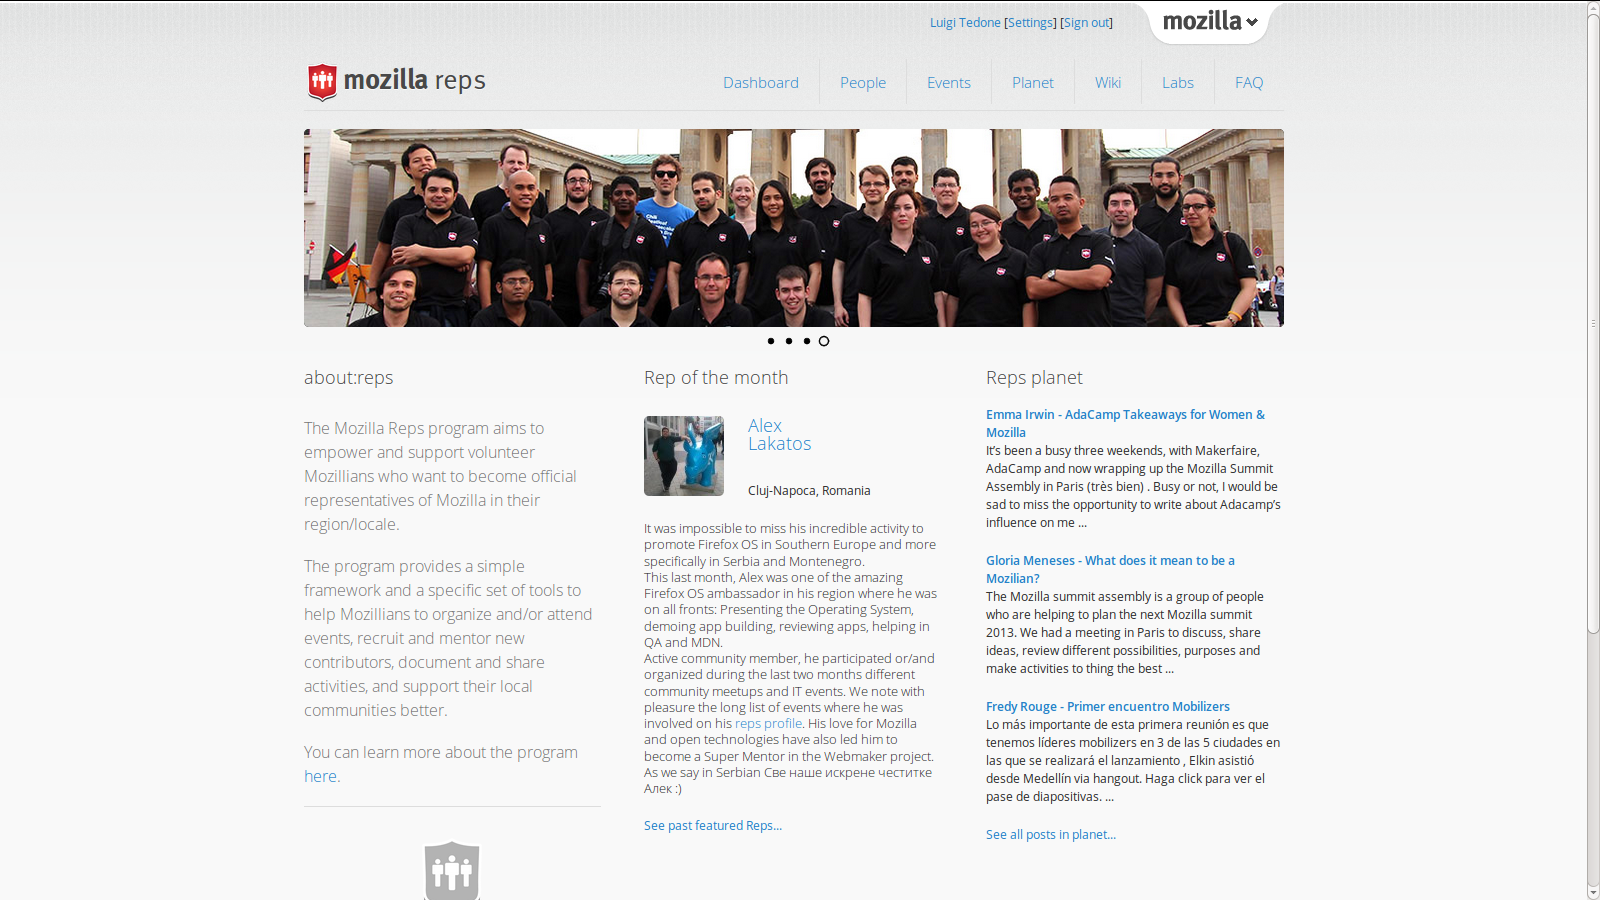 Luigi Tedone [Settings] [Sign out]
mozilla
mozilla reps
Dashboard
People
Events
Planet
Wiki
Labs
FAQ
about:reps
The Mozilla Reps program aims to
empower and support volunteer
Mozillians who want to become official
representatives of Mozilla in their
region/locale.
The program provides a simple
framework and a specific set of tools to
help Mozillians to organize and/or attend
events, recruit and mentor new
contributors, document and share
activities, and support their local
communities better.
You can learn more about the program
here.
Rep of the month
Alex
Lakatos
Cluj-Napoca, Romania
It was impossible to miss his incredible activity to
promote Firefox OS in Southern Europe and more
specifically in Serbia and Montenegro.
This last month, Alex was one of the amazing
Firefox OS ambassador in his region where he was
on all fronts: Presenting the Operating System,
demoing app building, reviewing apps, helping in
QA and MDN.
Active community member, he participated or/and
organized during the last two months different
community meetups and IT events. We note with
pleasure the long list of events where he was
involved on his reps profile. His love for Mozilla
and open technologies have also led him to
become a Super Mentor in the Webmaker project.
As we say in Serbian Све наше искрене честитке
Алек :)
See past featured Reps...
Reps planet
Emma Irwin - AdaCamp Takeaways for Women &
Mozilla
It's been a busy three weekends, with Makerfaire,
AdaCamp and now wrapping up the Mozilla Summit
Assembly in Paris (très bien) . Busy or not, I would be
sad to miss the opportunity to write about Adacamp's
influence on me ...
Gloria Meneses - What does it mean to be a
Mozilian?
The Mozilla summit assembly is a group of people
who are helping to plan the next Mozilla summit
2013. We had a meeting in Paris to discuss, share
ideas, review different possibilities, purposes and
make activities to thing the best ...
Fredy Rouge - Primer encuentro Mobilizers
Lo más importante de esta primera reunión es que
tenemos líderes mobilizers en 3 de las 5 ciudades en
las que se realizará el lanzamiento , Elkin asistió
desde Medellín via hangout. Haga click para ver el
pase de diapositivas. ...
See all posts in planet...